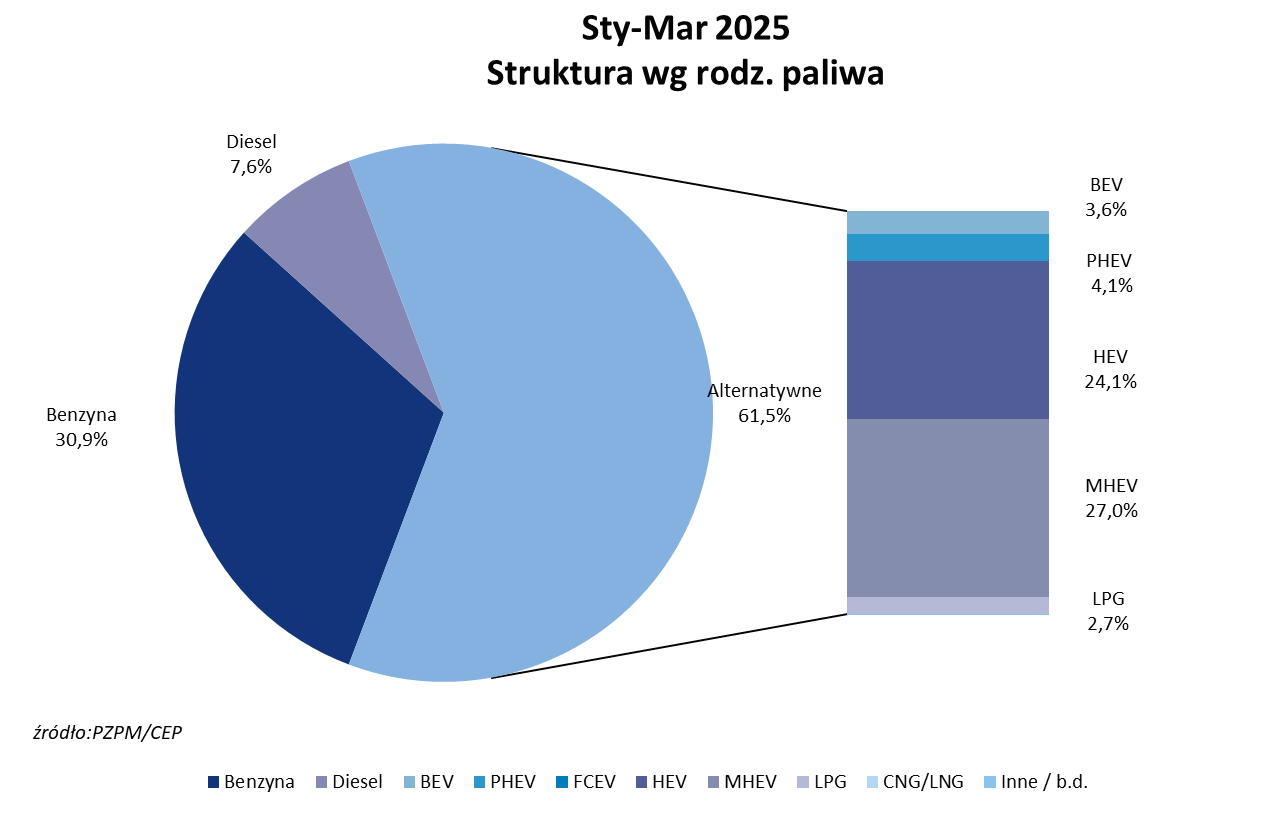 Sty-Mar 2025
Struktura wg rodz. paliwa
Diesel
7,6%
BEV
3,6%
PHEV
4,1%
HEV
24,1%
Alternatywne
61,5%
Benzyna
30,9%
MHEV
27,0%
LPG
2,7%
źródło:PZPM/CEP
Benzyna Diesel BEV PHEV FCEV HEV MHEV LPG CNG/LNG Inne / b.d.